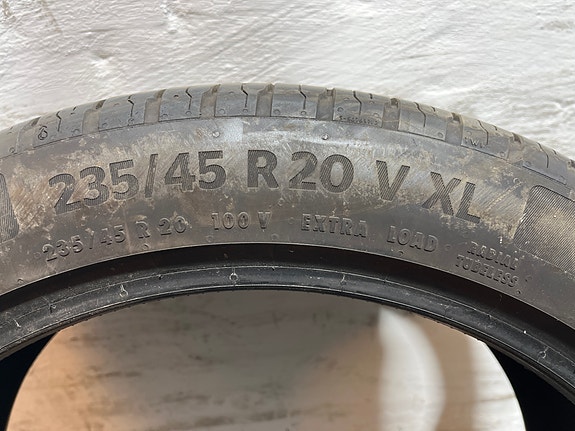 235/45 R 20 V XL
235/45 R 20 100 V EXTRA LOAD RADIAL
TUBELESS